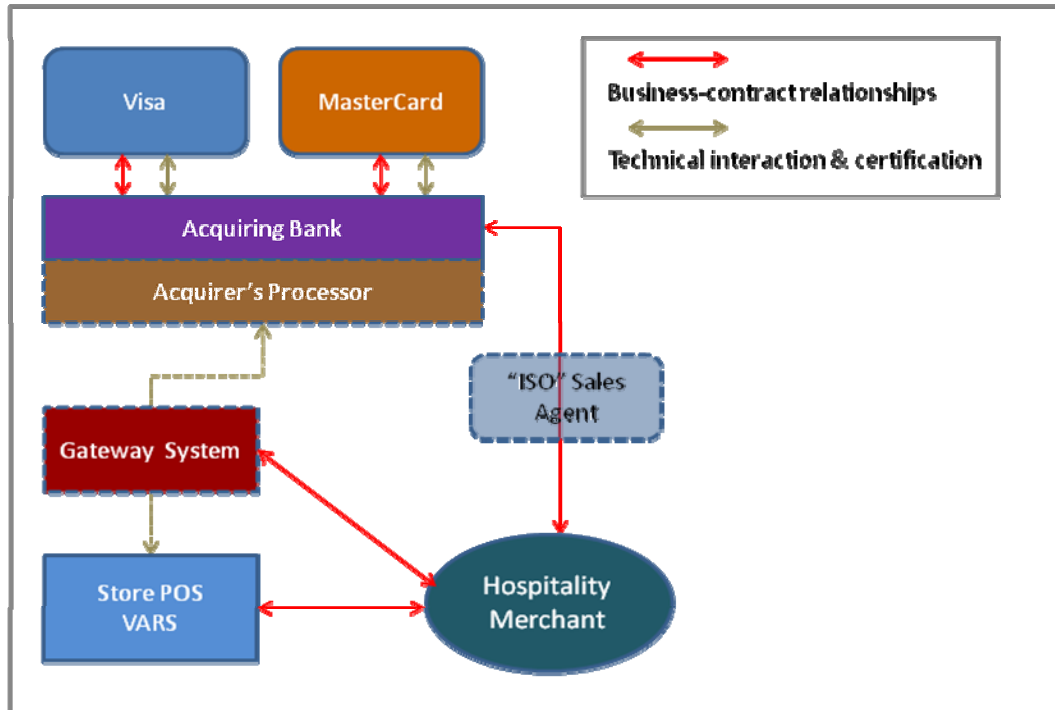 Visa
MasterCard
Business-contract relationships
Technical interaction & certification
Acquiring Bank
Acquirer's Processor
"ISO" Sales
Agent
Gateway System
Store POS
VARS
Hospitality
Merchant